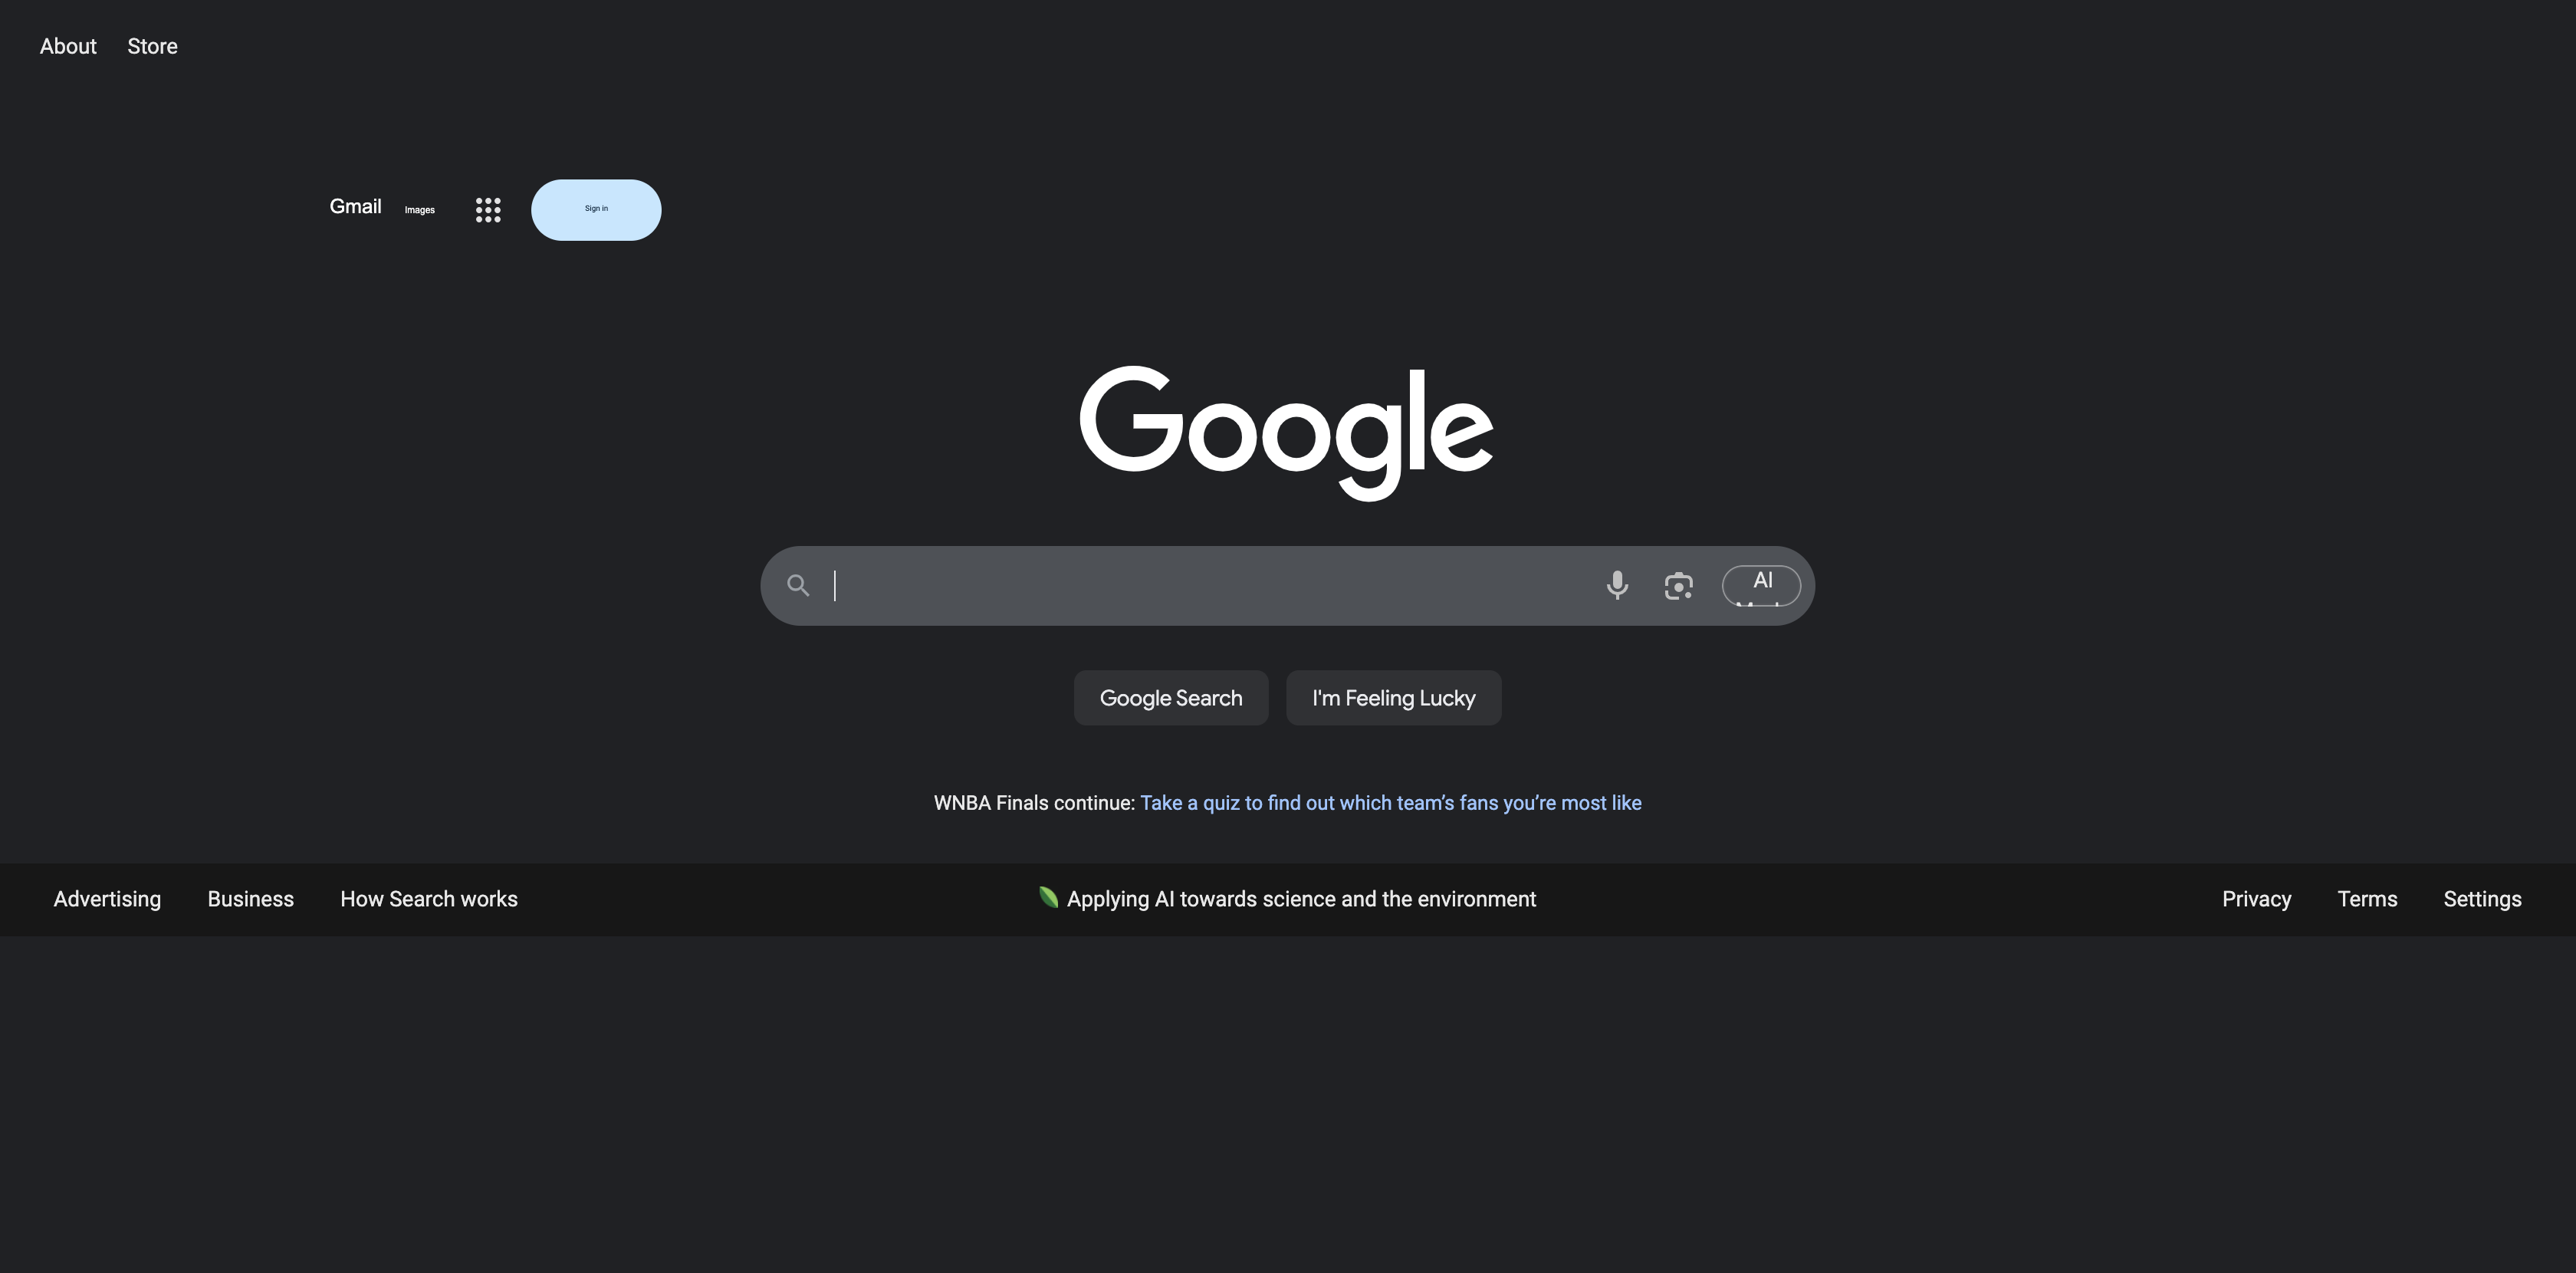 About Store
Gmail Images Sign in
Google
AI
Google Search I'm Feeling Lucky
WNBA Finals continue: Take a quiz to find out which team’s fans you’re most like
Advertising Business How Search works Applying AI towards science and the environment Privacy Terms Settings